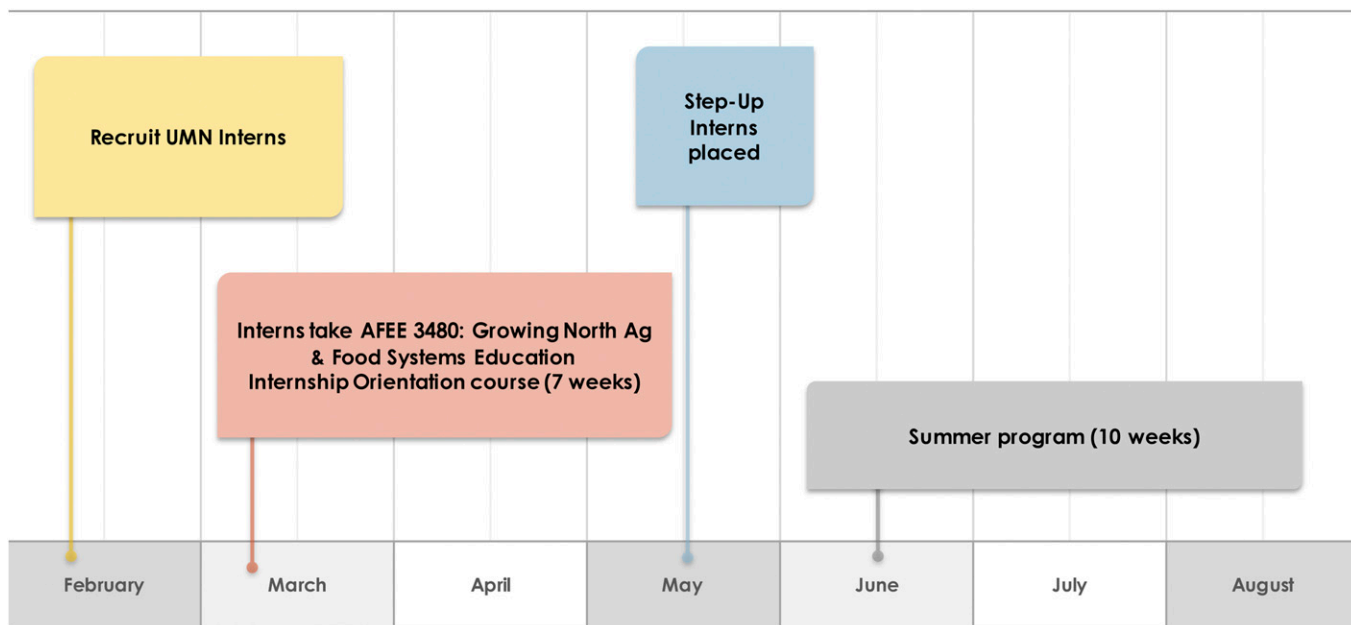 Recruit UMN Interns
Step-Up
Interns
placed
Interns take AFEE 3480: Growing North Ag
& Food Systems Education
Internship Orientation course (7 weeks)
Summer program (10 weeks)
February
March
April
May
June
July
August